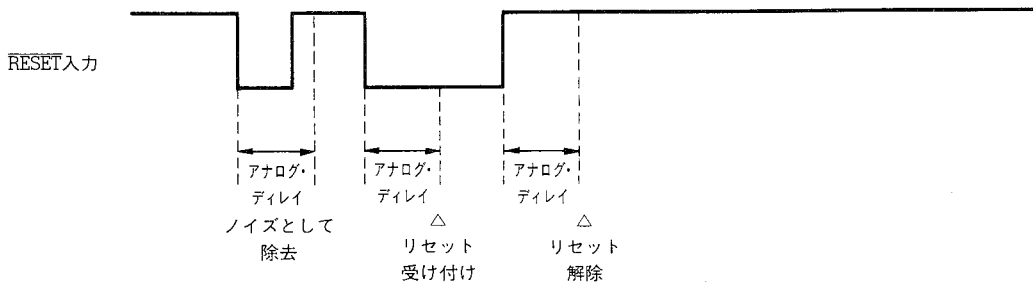 RESET入力
アナログ・
ディレイ
ノイズとして
除去
アナログ・
ディレイ
△
リセット
受け付け
アナログ・
ディレイ
△
リセット
解除